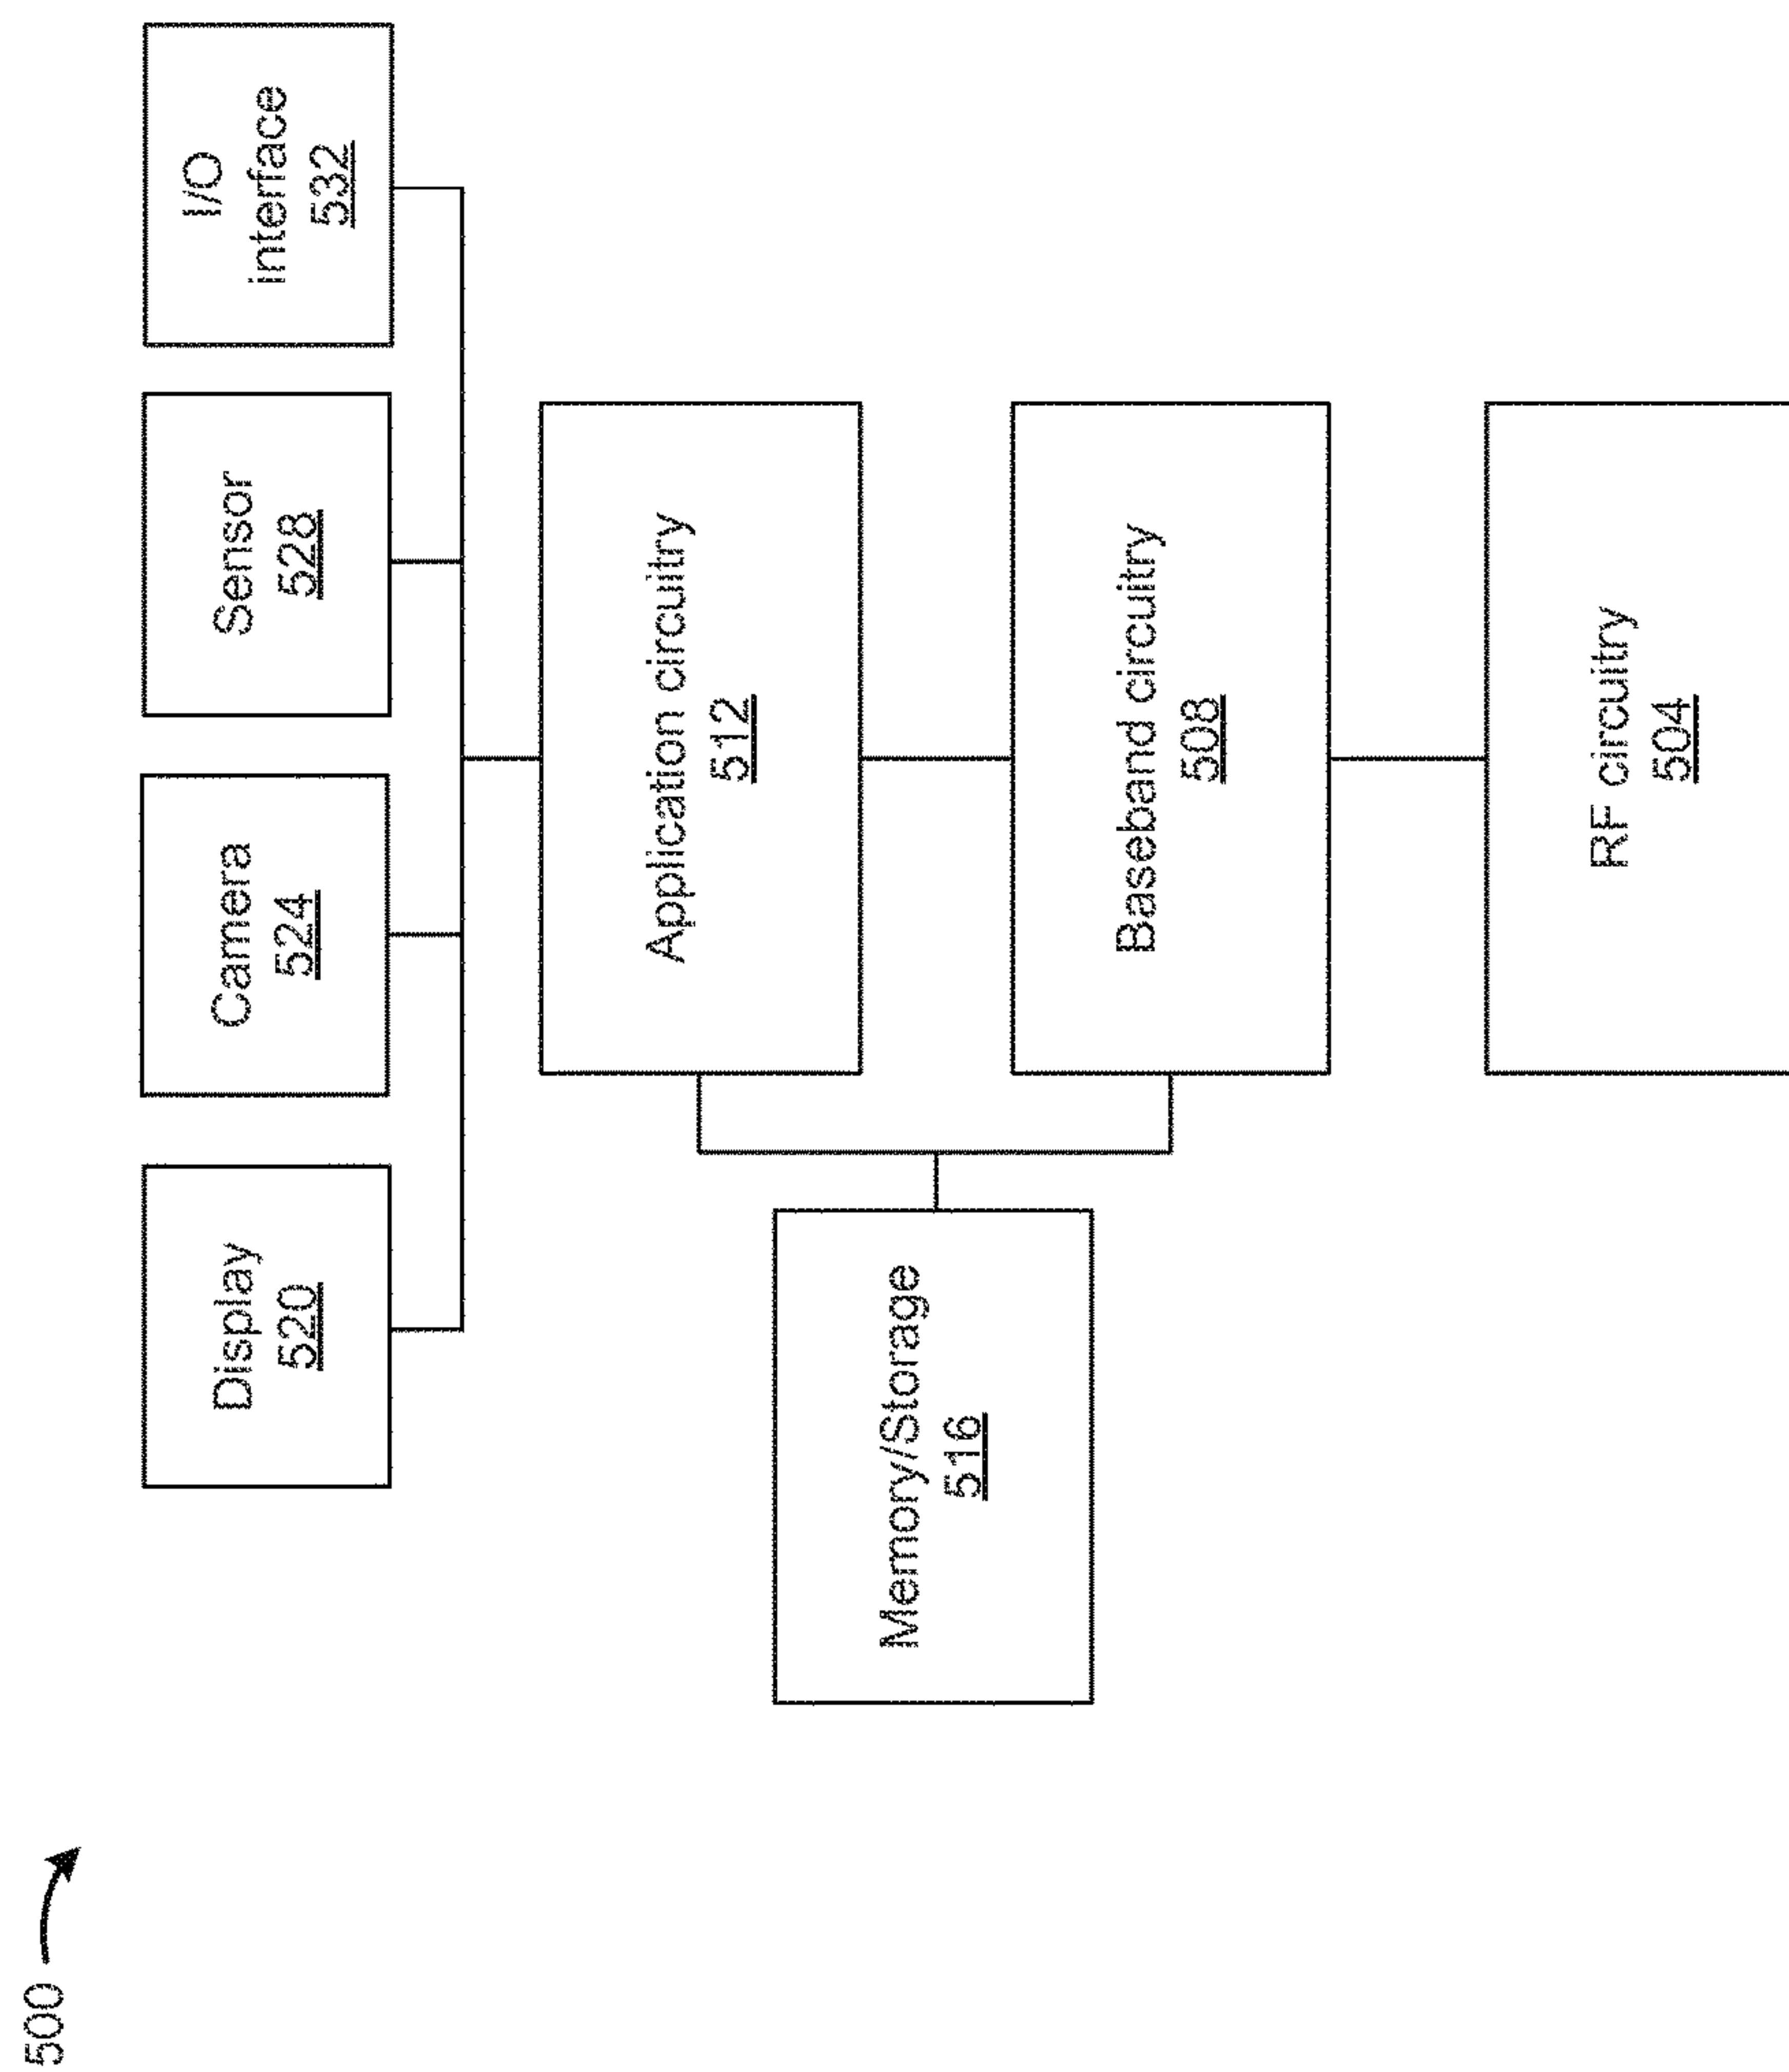 500
Display
520
Camera
524
Sensor
528
I/O
interface
532
Application circuitry
512
Memory/Storage
516
Baseband circuitry
508
RF circuitry
504